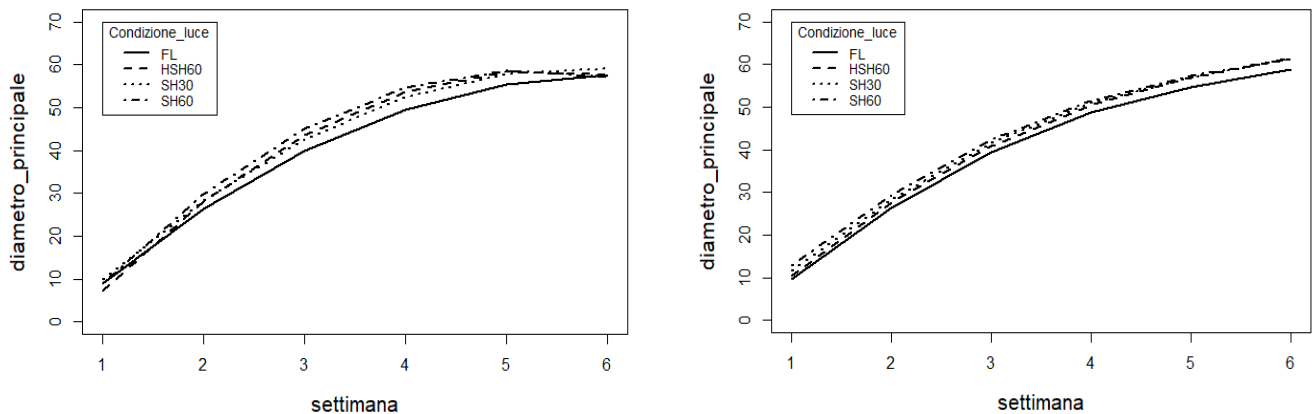 70
60
50
40
30
20
10
0
diametro_principale
Condizione_luce
FL
HSH60
SH30
SH60
1 2 3 4 5 6
settimana
70
60
50
40
30
20
10
0
diametro_principale
Condizione_luce
FL
HSH60
SH30
SH60
1 2 3 4 5 6
settimana